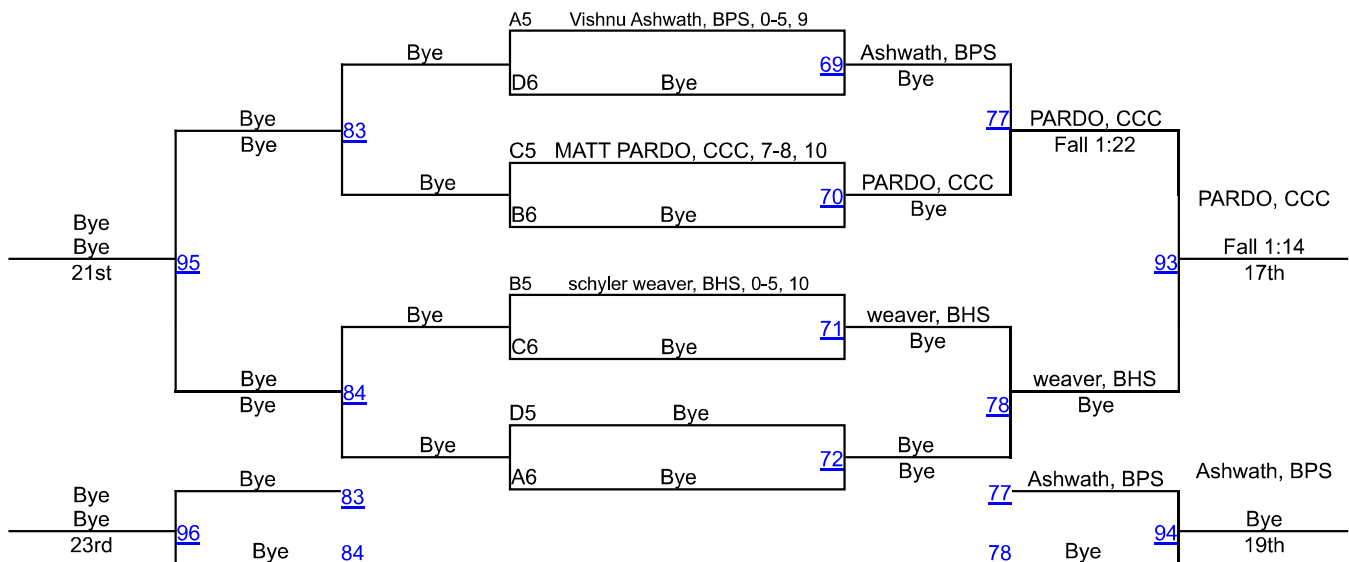 A5 Vishnu Ashwath, BPS, 0-5, 9
Bye 69 Ashwath, BPS
D6 Bye Bye
Bye 83 77 PARDO, CCC
Bye Fall 1:22
C5 MATT PARDO, CCC, 7-8, 10
Bye 70 PARDO, CCC PARDO, CCC
B6 Bye Bye
Bye
Bye 95 93 Fall 1:14
21st 17th
B5 schyler weaver, BHS, 0-5, 10
Bye 71 weaver, BHS
C6 Bye Bye
Bye 84 78 weaver, BHS
Bye Bye
D5 Bye
Bye 72 Bye
A6 Bye Bye
Bye Bye 83 77 Ashwath, BPS Ashwath, BPS
Bye 96 94 Bye
23rd Bye 84 78 Bye 19th